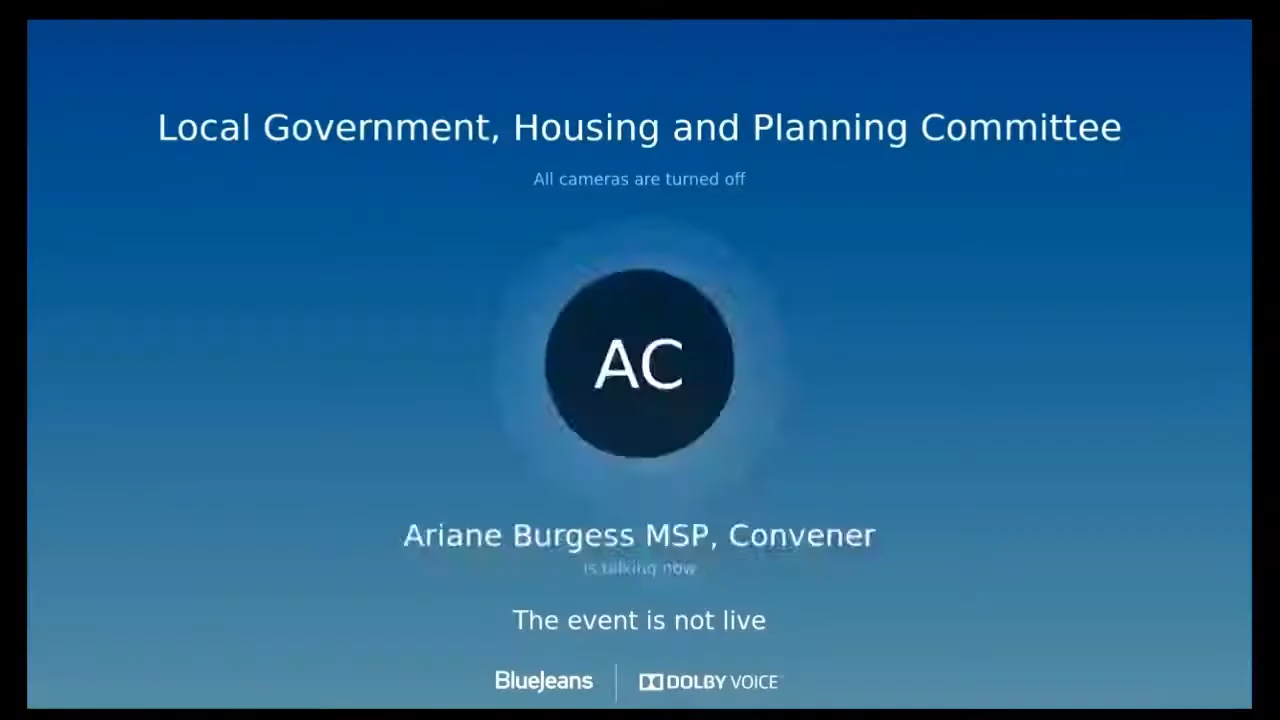 Local Government, Housing and Planning Committee
All cameras are turned off
AC
Ariane Burgess MSP, Convener
is talking now
The event is not live
BlueJeans DOLBY VOICE